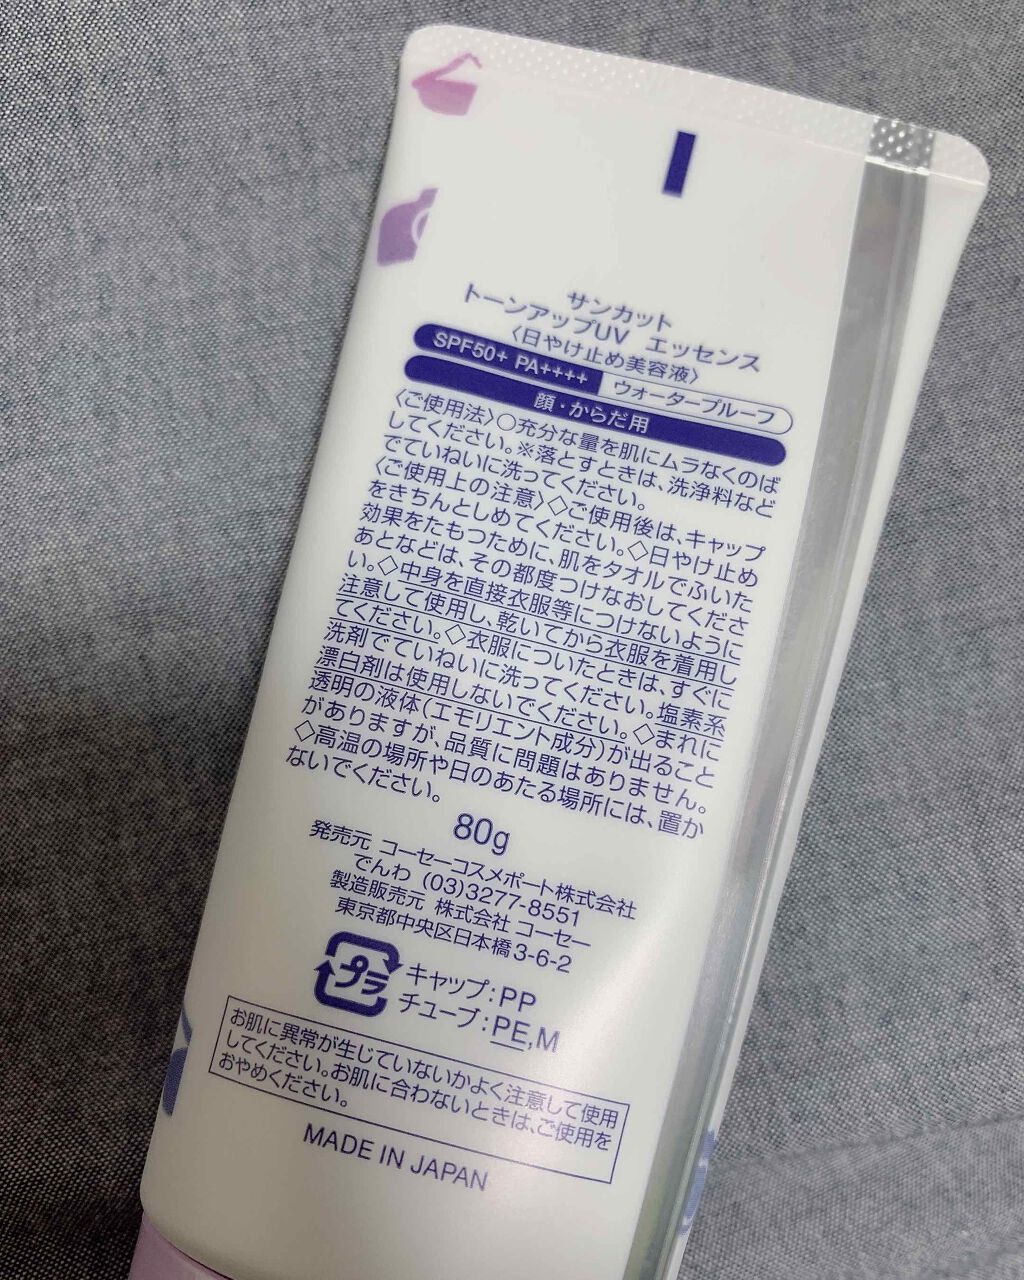 サンカット
トーンアップUV エッセンス
〈日やけ止め美容液〉
SPF50+ PA++++ ウォータープルーフ
顔・からだ用
〈ご使用法〉○充分な量を肌にムラなくのば
してください。※落とすときは、洗浄料など
でていねいに洗ってください。
〈ご使用上の注意〉◇ご使用後は、キャップ
をきちんとしめてください。◇日やけ止め
効果をたもつために、肌をタオルでふいた
あとなどは、その都度つけなおしてくださ
い。◇中身を直接衣服等につけないように
注意して使用し、乾いてから衣服を着用し
てください。◇衣服についたときは、すぐに
洗剤でていねいに洗ってください。塩素系
漂白剤は使用しないでください。◇まれに
透明の液体(エモリエント成分)が出ること
がありますが、品質に問題はありません。
◇高温の場所や日のあたる場所には、置か
ないでください。
80g
発売元 コーセーコスメポート株式会社
でんわ (03)3277-8551
製造販売元 株式会社 コーセー
東京都中央区日本橋3-6-2
プラ
キャップ:PP
チューブ:PE,M
お肌に異常が生じていないかよく注意して使用
してください。お肌に合わないときは、ご使用を
おやめください。
MADE IN JAPAN